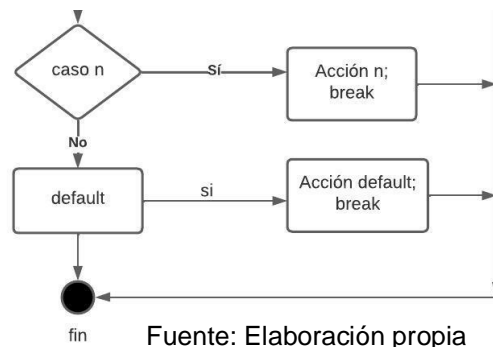 caso n
Sí
Acción n;
break
No
default
si
Acción default;
break
fin
Fuente: Elaboración propia